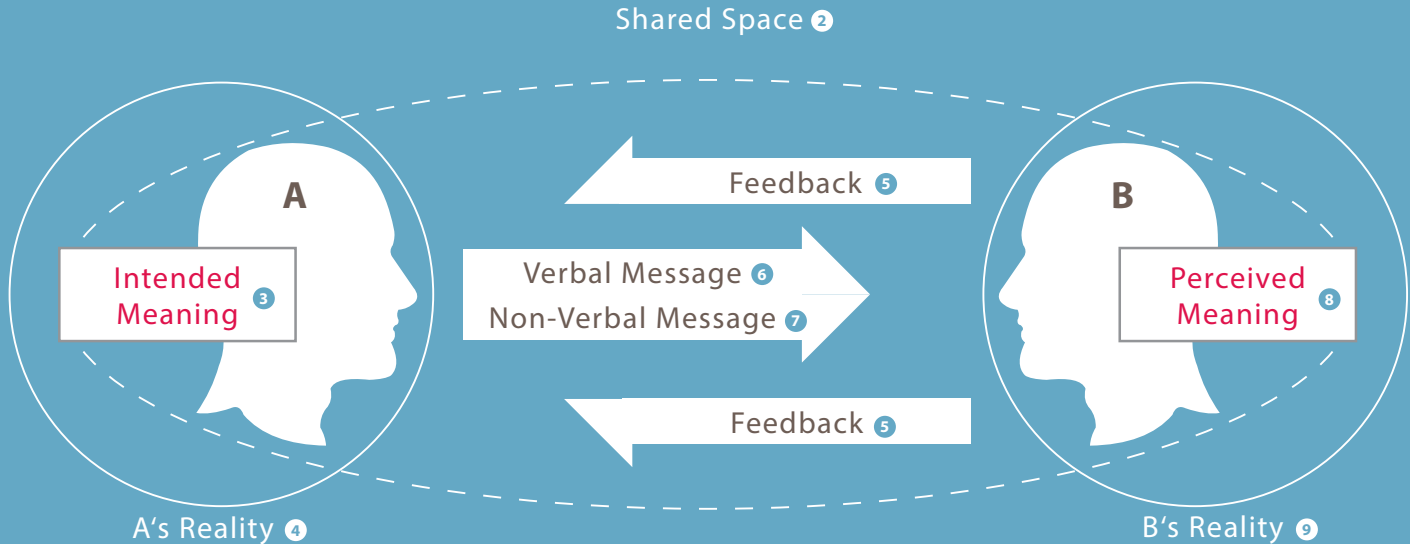 Shared Space 2
A
B
Feedback 5
Intended
Meaning 3
Verbal Message 6
Non-Verbal Message 7
Perceived
Meaning 8
Feedback 5
A‘s Reality 4
B‘s Reality 9